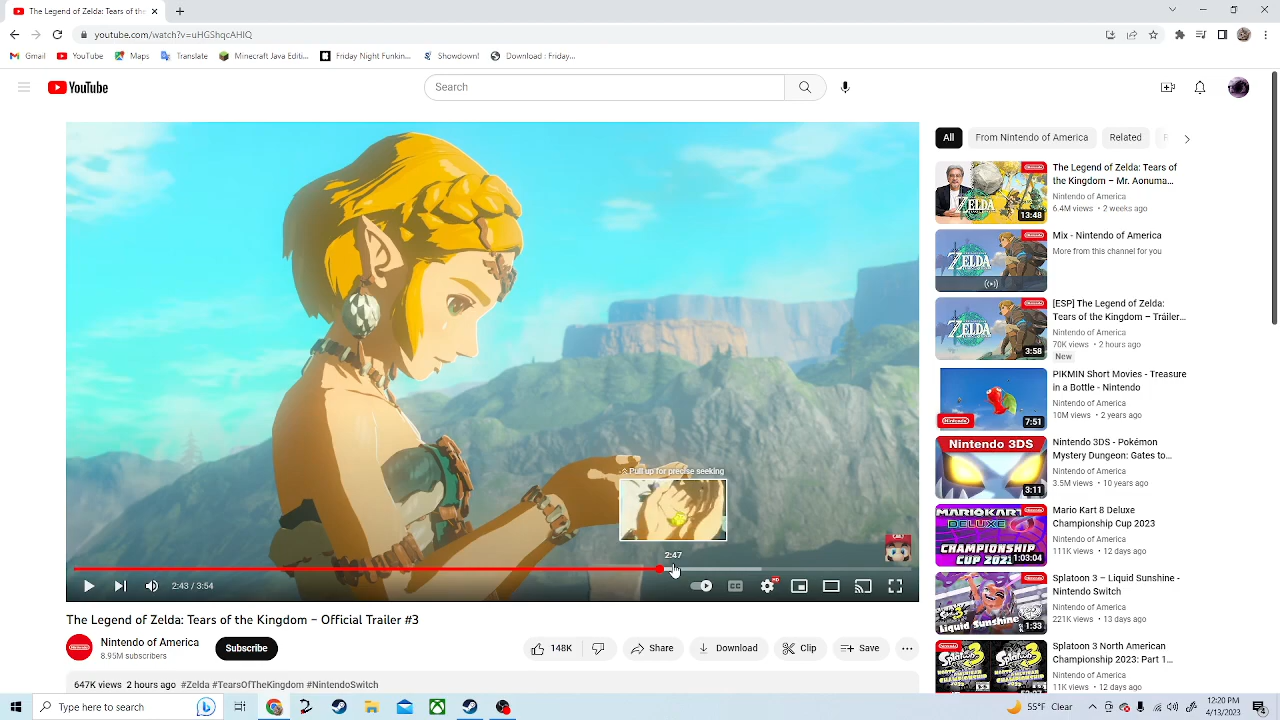 The Legend of Zelda: Tears of the
youtube.com/watch?v=uHGShqcAHlQ
Gmail
YouTube
Maps
Translate
Minecraft Java Editi...
Friday Night Funkin...
Showdown!
Download : Friday...
YouTube
Search
All
From Nintendo of America
Related
The Legend of Zelda: Tears of
the Kingdom – Mr. Aonuma...
Nintendo of America
6.4M views • 2 weeks ago
13:48
Mix - Nintendo of America
More from this channel for you
[ESP] The Legend of Zelda:
Tears of the Kingdom – Tráiler...
Nintendo of America
70K views • 2 hours ago
New
3:58
PIKMIN Short Movies - Treasure
in a Bottle - Nintendo
Nintendo of America
10M views • 2 years ago
7:51
Nintendo 3DS
Nintendo 3DS - Pokémon
Mystery Dungeon: Gates to...
Nintendo of America
3.5M views • 10 years ago
3:11
MARIOKART
DELUXE
CHAMPIONSHIP
Mario Kart 8 Deluxe
Championship Cup 2023
Nintendo of America
111K views • 12 days ago
1:03:04
Splatoon 3 – Liquid Sunshine -
Nintendo Switch
Nintendo of America
221K views • 13 days ago
Liquid Sunshine
1:33
Splatoon 3 North American
Championship 2023: Part 1...
Nintendo of America
11K views • 12 days ago
Pull up for precise seeking
2:47
2:43 / 3:54
CC
The Legend of Zelda: Tears of the Kingdom – Official Trailer #3
Nintendo of America
8.95M subscribers
Subscribe
148K
Share
Download
Clip
Save
647K views 2 hours ago #Zelda #TearsOfTheKingdom #NintendoSwitch
Type here to search
55°F Clear
12:20 PM
4/13/2023